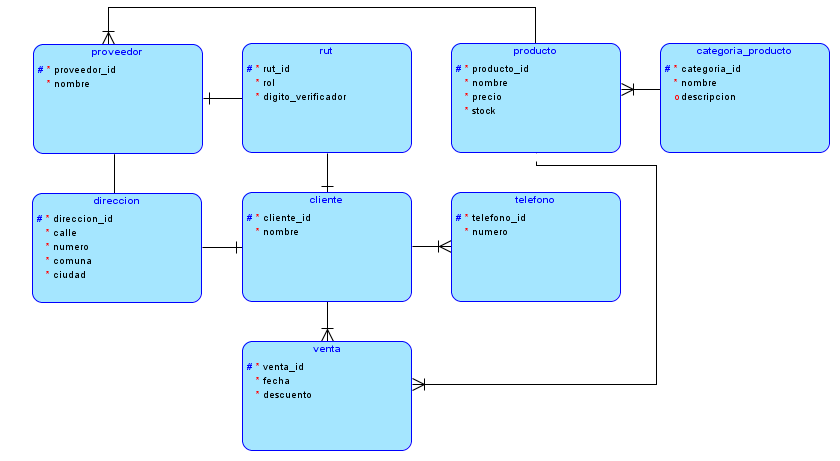 proveedor
# * proveedor_id
* nombre
rut
# * rut_id
* rol
* digito_verificador
producto
# * producto_id
* nombre
* precio
* stock
categoria_producto
# * categoria_id
* nombre
o descripcion
direccion
# * direccion_id
* calle
* numero
* comuna
* ciudad
cliente
# * cliente_id
* nombre
telefono
# * telefono_id
* numero
venta
# * venta_id
* fecha
* descuento